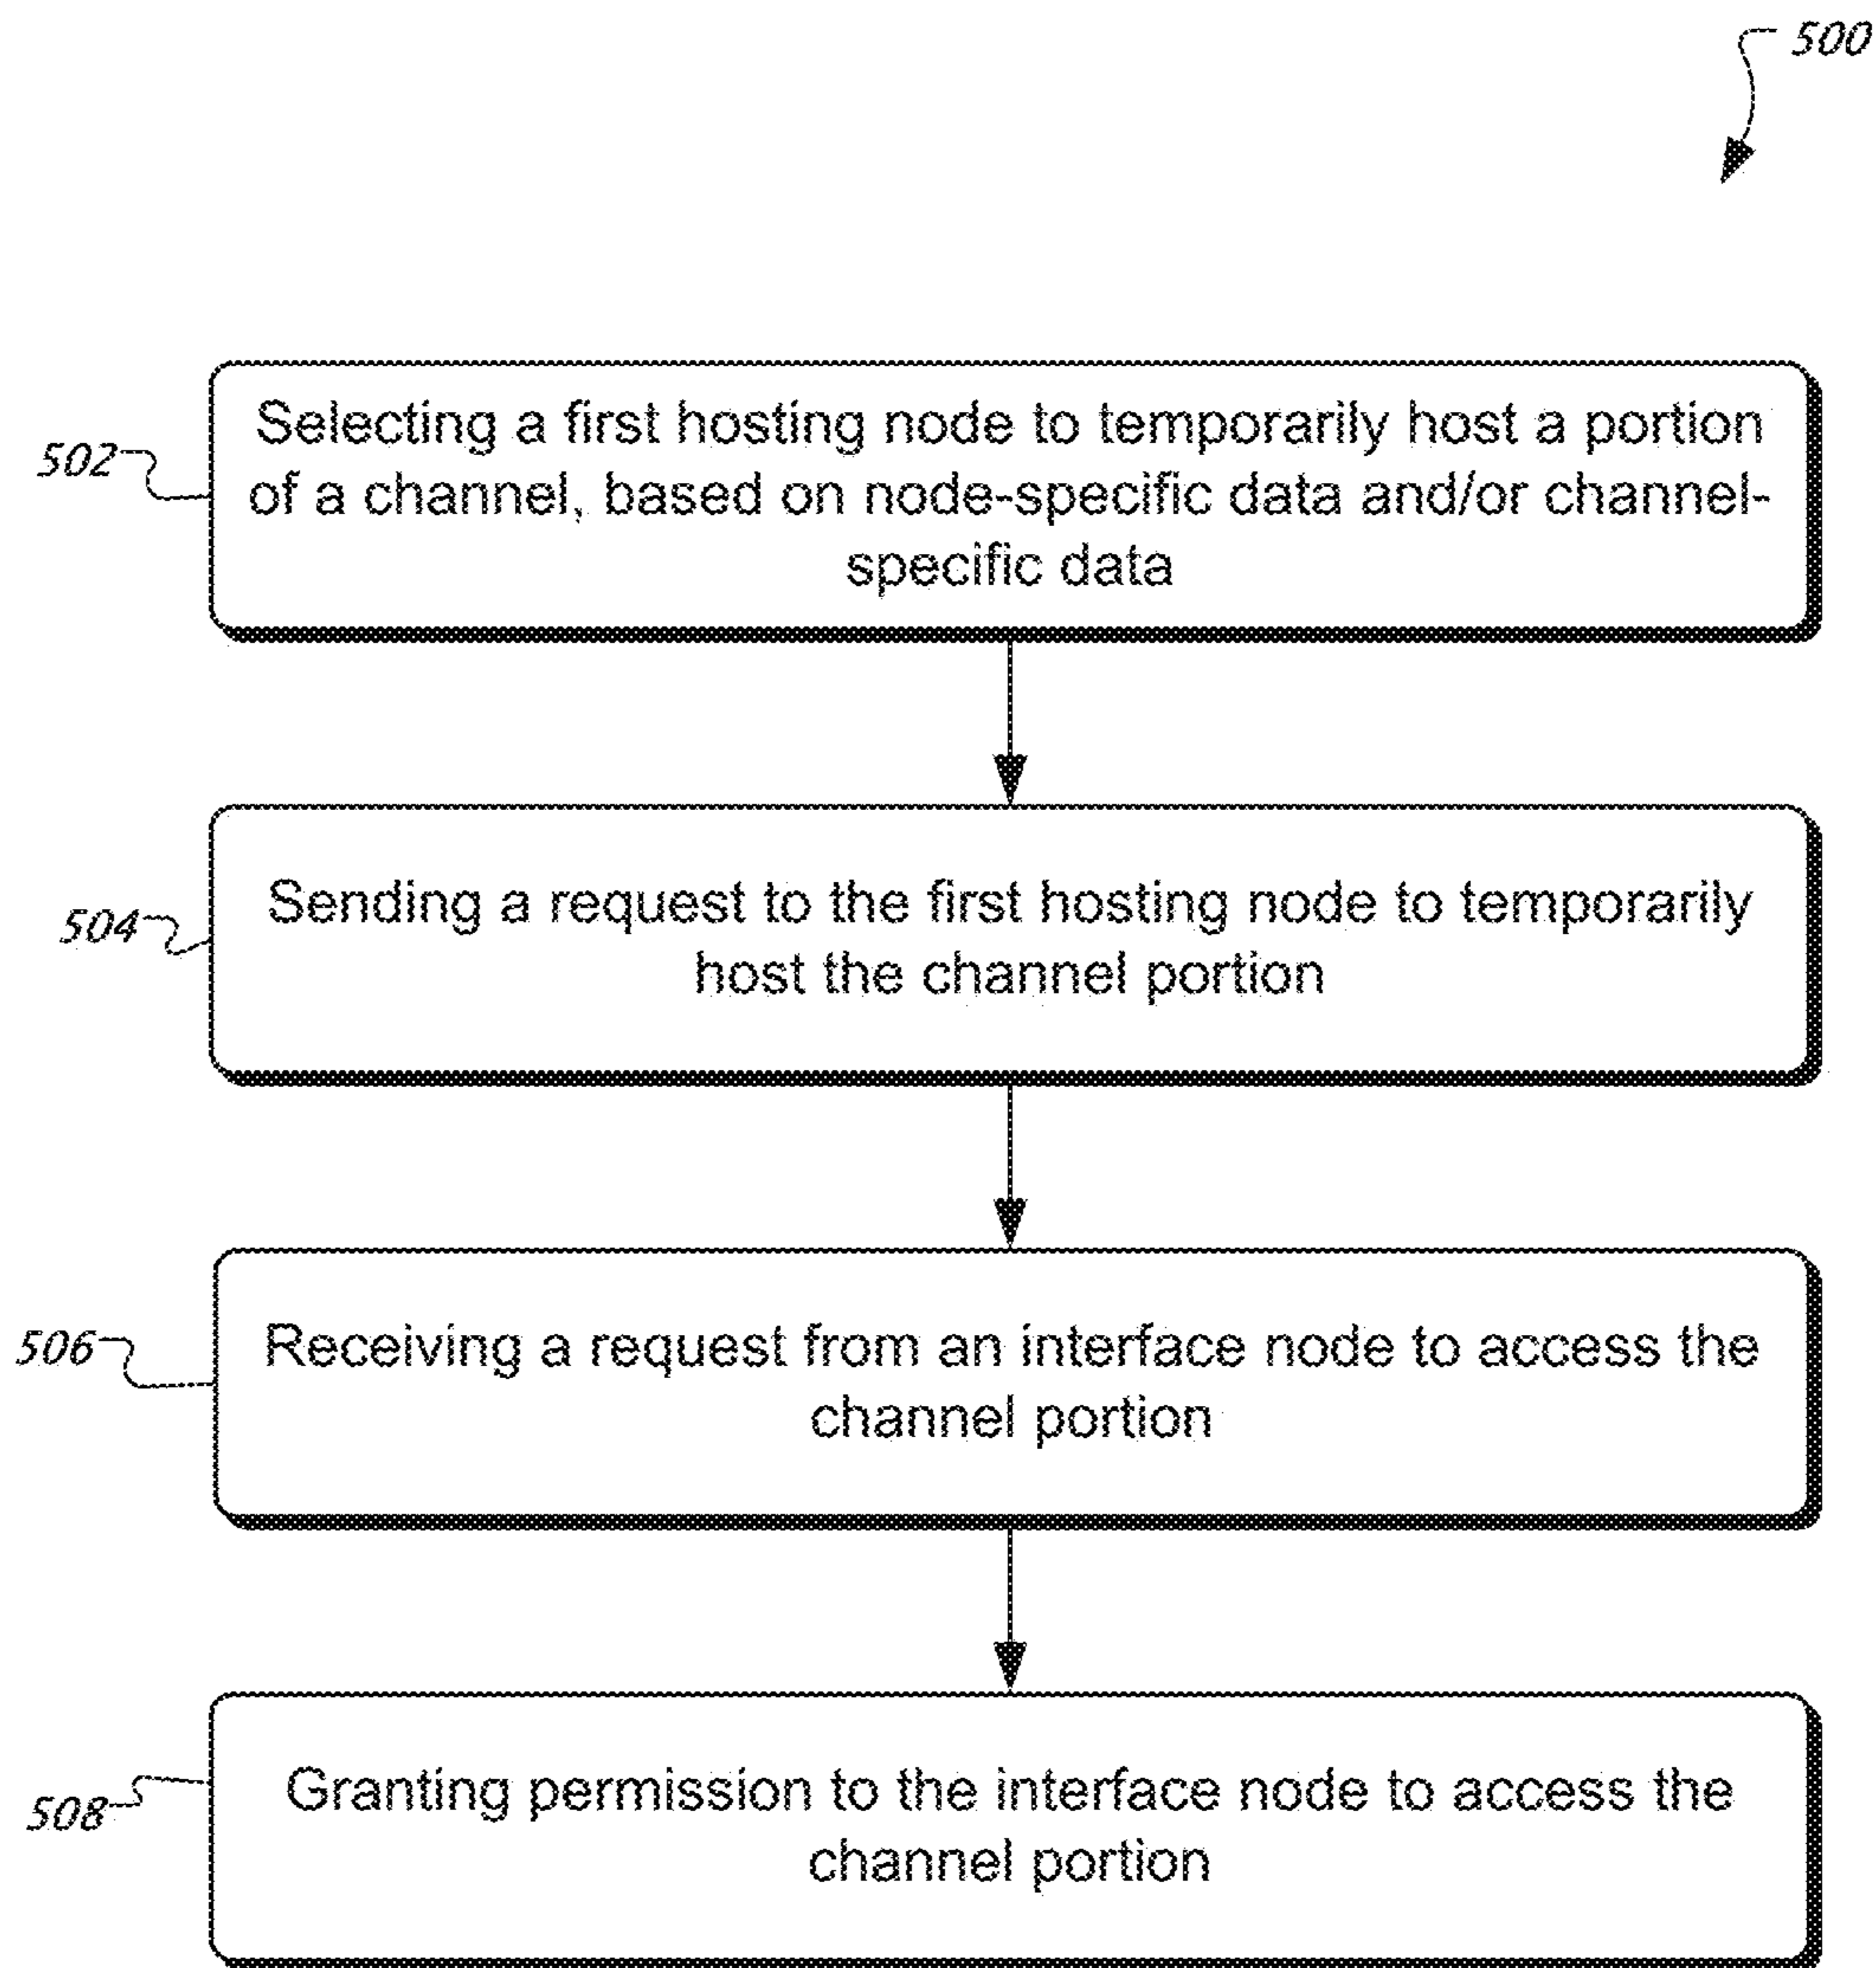 500
502
Selecting a first hosting node to temporarily host a portion
of a channel, based on node-specific data and/or channel-
specific data
504
Sending a request to the first hosting node to temporarily
host the channel portion
506
Receiving a request from an interface node to access the
channel portion
508
Granting permission to the interface node to access the
channel portion